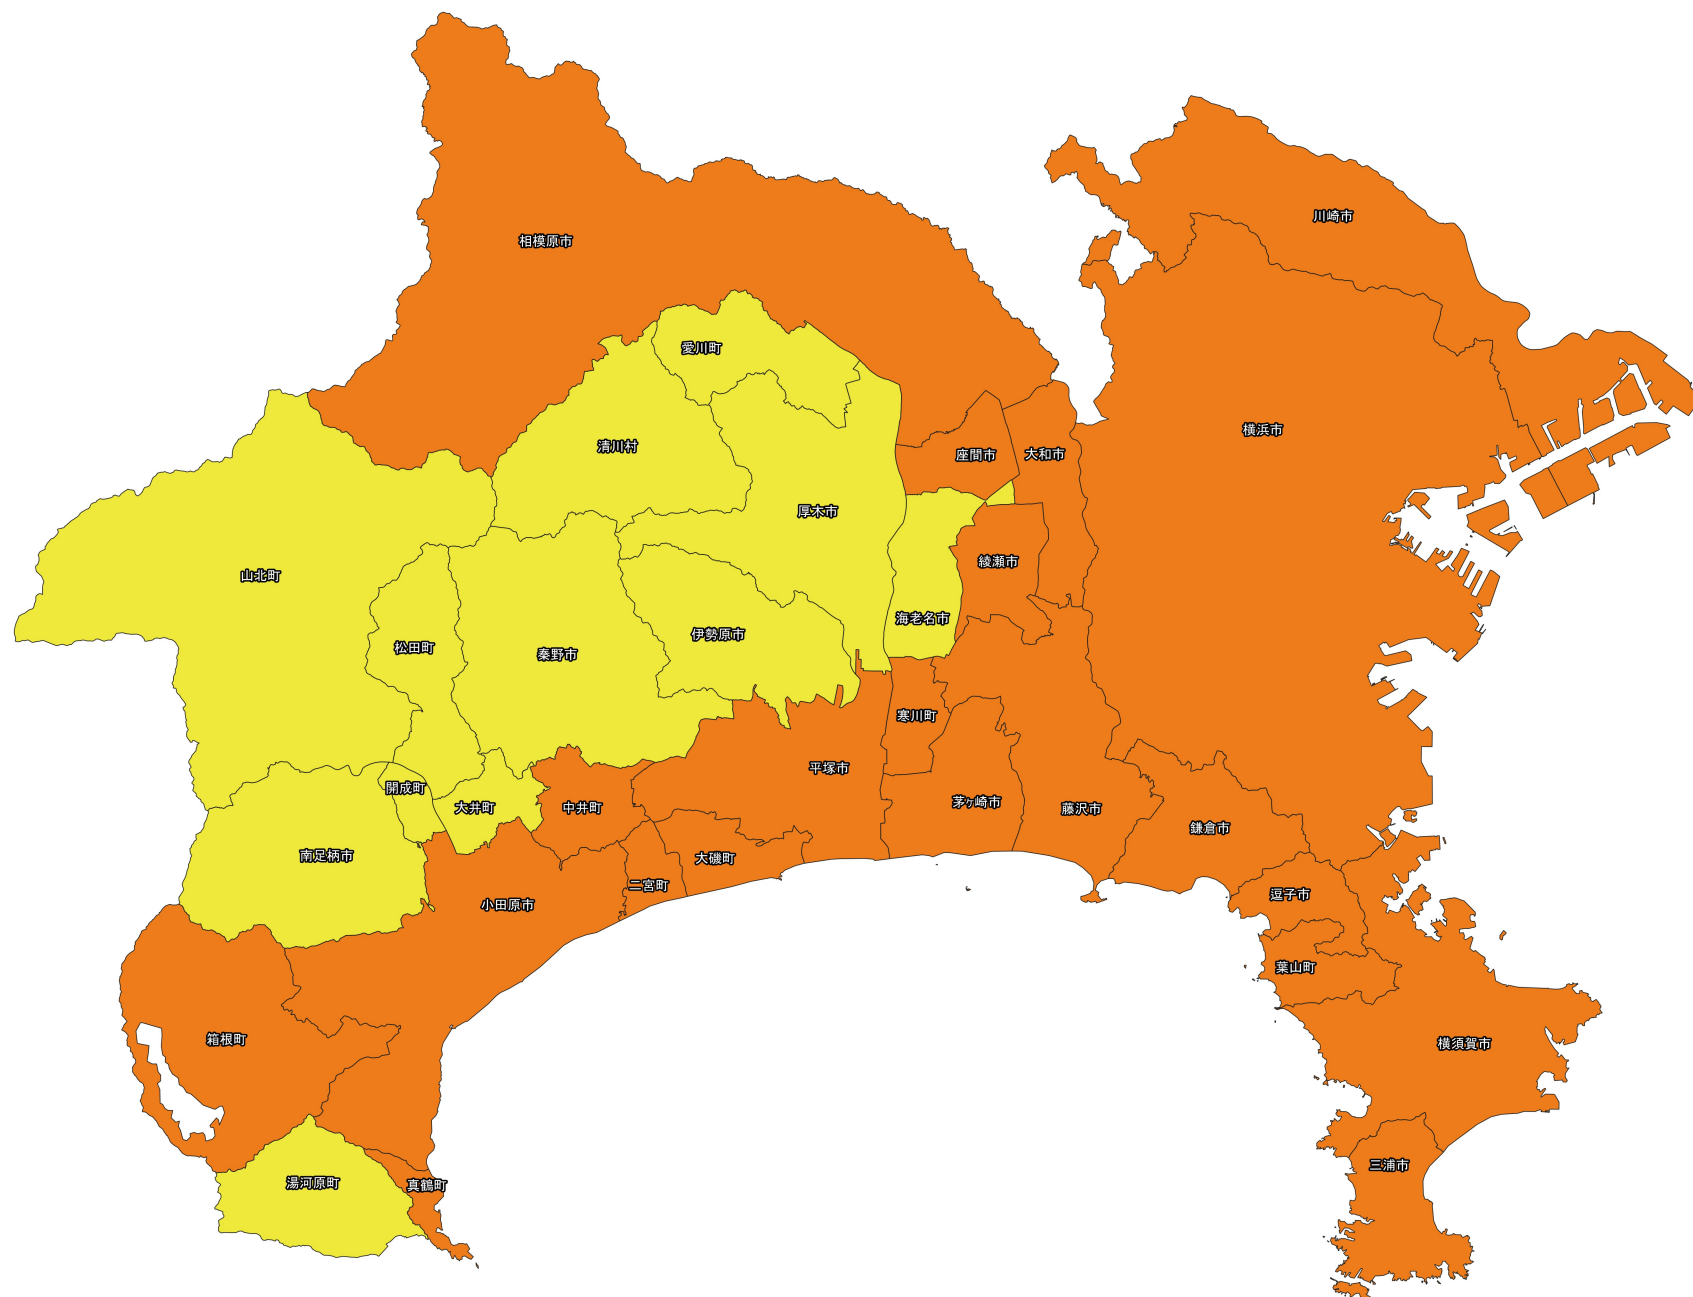 川崎市
相模原市
愛川町
横浜市
清川村
座間市
大和市
厚木市
綾瀬市
山北町
海老名市
伊勢原市
松田町
秦野市
寒川町
平塚市
開成町
茅ヶ崎市
大井町
中井町
藤沢市
鎌倉市
南足柄市
大磯町
二宮町
逗子市
小田原市
葉山町
箱根町
横須賀市
三浦市
湯河原町
真鶴町